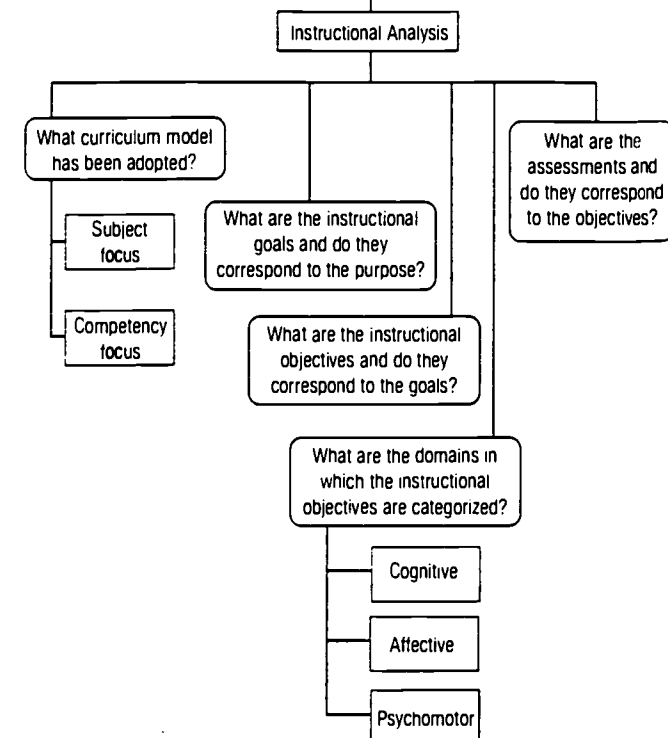 Instructional Analysis
What curriculum model
has been adopted?
Subject
focus
Competency
focus
What are the instructional
goals and do they
correspond to the purpose?
What are the instructional
objectives and do they
correspond to the goals?
What are the domains in
which the instructional
objectives are categorized?
Cognitive
Affective
Psychomotor
What are the
assessments and
do they correspond
to the objectives?